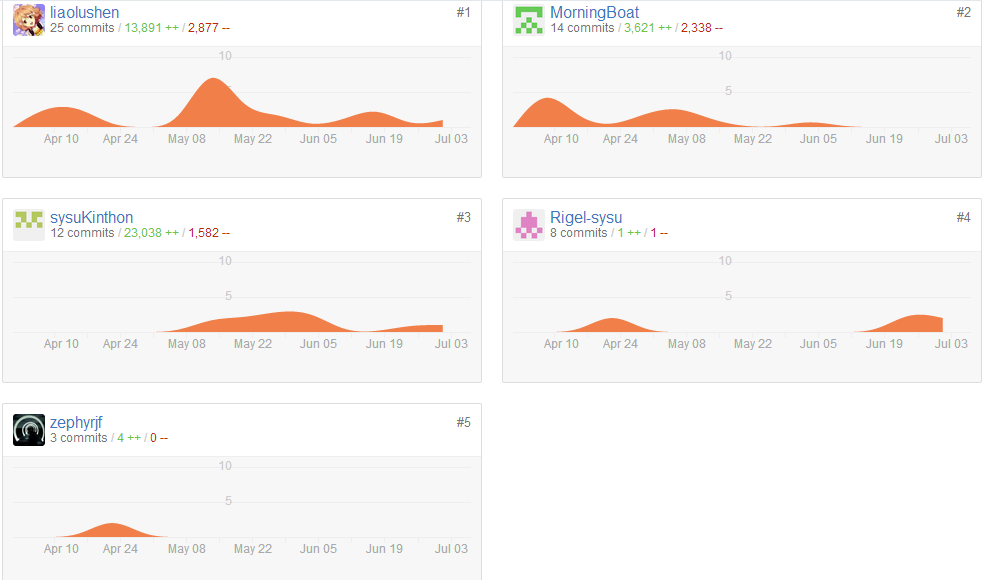 liaolushen #1
25 commits / 13,891 ++ / 2,877 --
10
5
Apr 10 Apr 24 May 08 May 22 Jun 05 Jun 19 Jul 03
MorningBoat #2
14 commits / 3,621 ++ / 2,338 --
10
5
Apr 10 Apr 24 May 08 May 22 Jun 05 Jun 19 Jul 03
sysuKinthon #3
12 commits / 23,038 ++ / 1,582 --
10
5
Apr 10 Apr 24 May 08 May 22 Jun 05 Jun 19 Jul 03
Rigel-sysu #4
8 commits / 1 ++ / 1 --
10
5
Apr 10 Apr 24 May 08 May 22 Jun 05 Jun 19 Jul 03
zephyrjf #5
3 commits / 4 ++ / 0 --
10
5
Apr 10 Apr 24 May 08 May 22 Jun 05 Jun 19 Jul 03